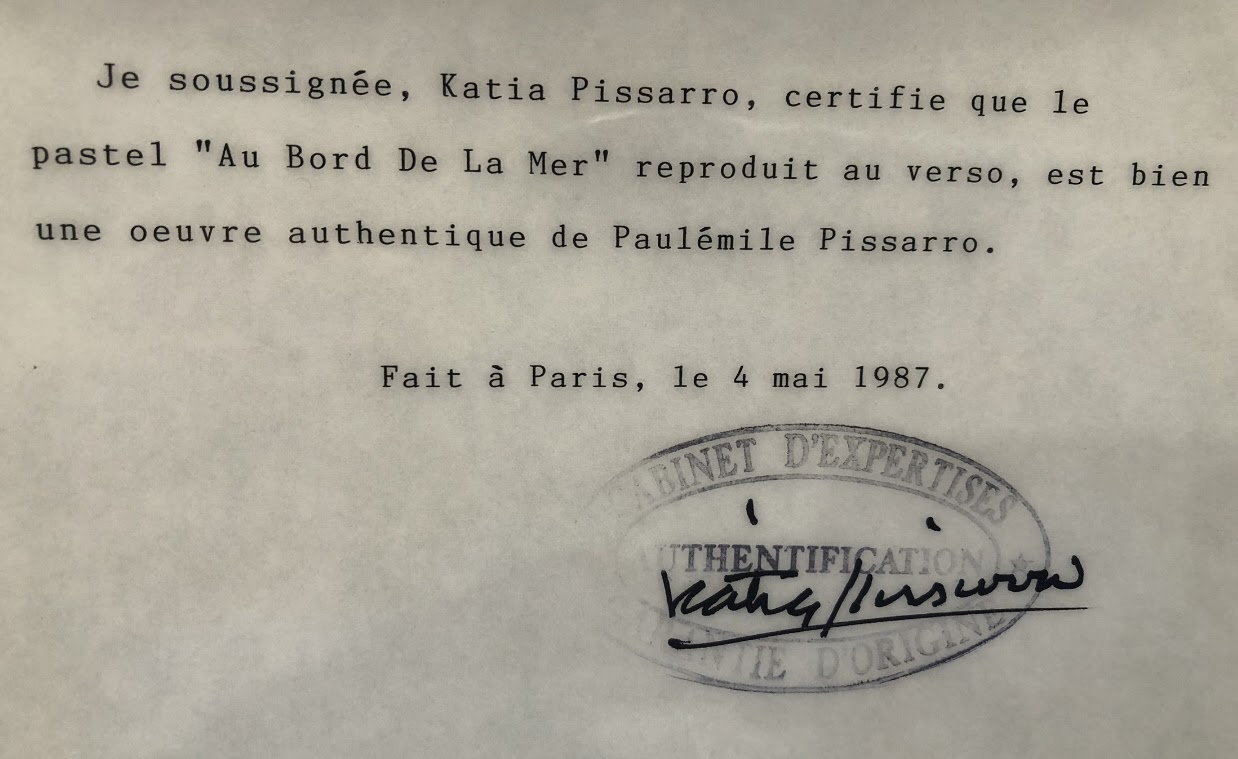 Je soussignée, Katia Pissarro, certifie que le
pastel "Au Bord De La Mer" reproduit au verso, est bien
une oeuvre authentique de Paulémile Pissarro.
Fait à Paris, le 4 mai 1987.
CABINET D'EXPERTISES
AUTHENTIFICATION
Katia Pissarro
D'ORIGINE